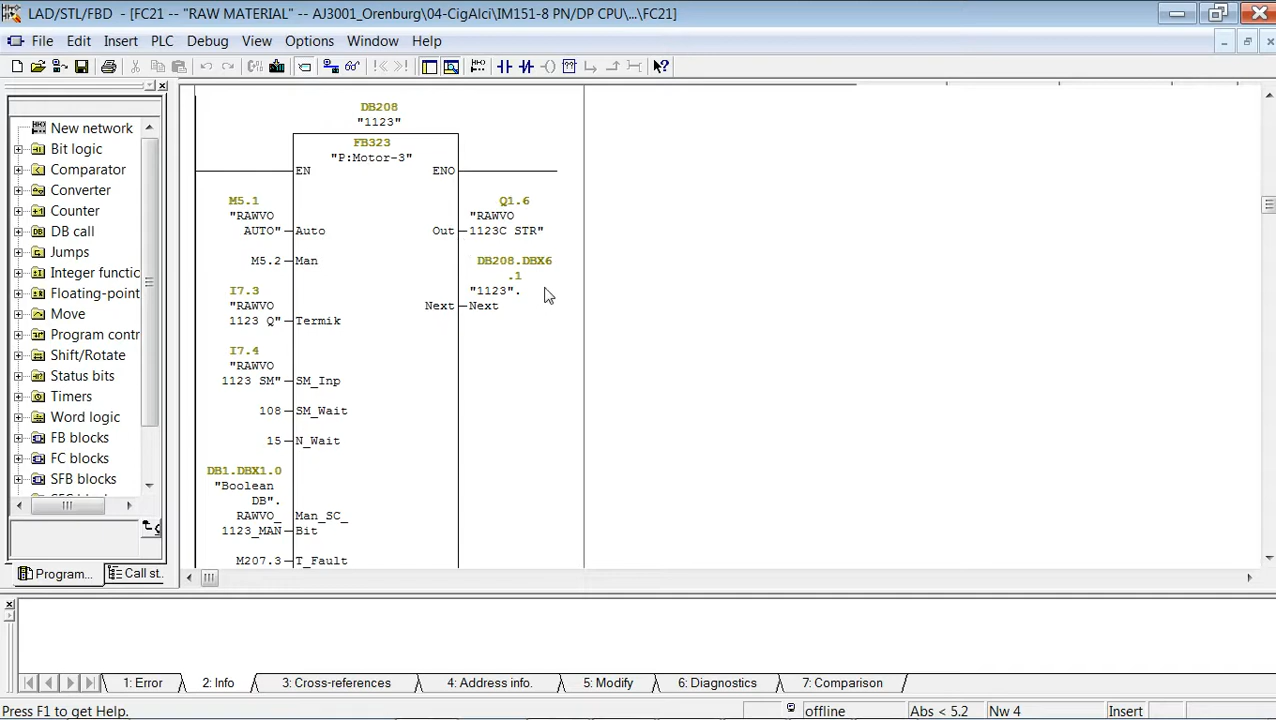 LAD/STL/FBD - [FC21 -- "RAW MATERIAL" -- AJ3001_Orenburg\04-CigAlci\IM151-8 PN/DP CPU\...\FC21]
File Edit Insert PLC Debug View Options Window Help
New network
Bit logic
Comparator
Converter
Counter
DB call
Jumps
Integer functic
Floating-point
Move
Program contr
Shift/Rotate
Status bits
Timers
Word logic
FB blocks
FC blocks
SFB blocks
Program... Call st..
DB208
"1123"
FB323
"P:Motor-3"
EN ENO
M5.1
"RAWVO
AUTO" Auto
M5.2 Man
I7.3
"RAWVO
1123 Q" Termik
I7.4
"RAWVO
1123 SM" SM_Inp
108 SM_Wait
15 N_Wait
DB1.DBX1.0
"Boolean
DB".
RAWVO_ Man_SC_
1123_MAN Bit
M207.3 T_Fault
Q1.6
"RAWVO
Out 1123C STR"
DB208.DBX6
.1
"1123".
Next Next
1: Error 2: Info 3: Cross-references 4: Address info. 5: Modify 6: Diagnostics 7: Comparison
Press F1 to get Help. offline Abs < 5.2 Nw 4 Insert